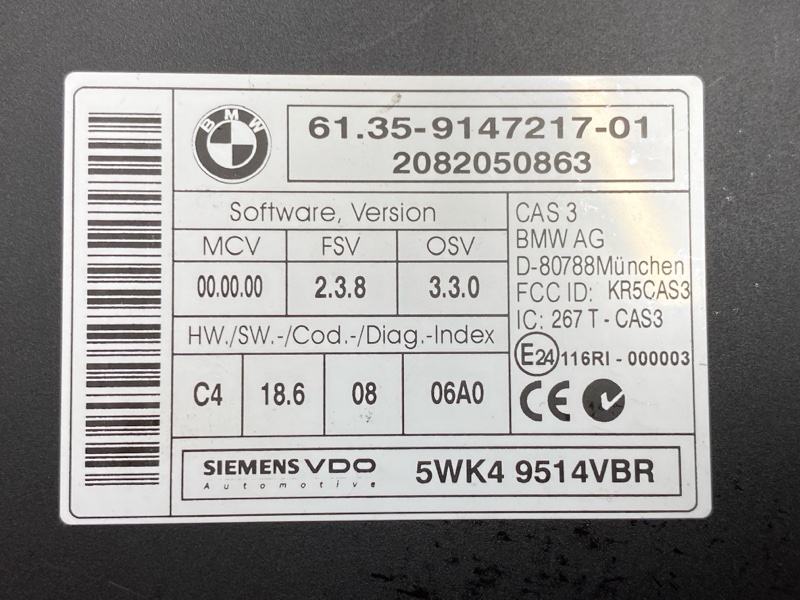 BMW
61.35-9147217-01
2082050863
Software, Version
MCV FSV OSV
00.00.00 2.3.8 3.3.0
HW./SW.-/Cod.-/Diag.-Index
C4 18.6 08 06A0
CAS 3
BMW AG
D-80788München
FCC ID: KR5CAS3
IC: 267 T - CAS3
E24 116RI - 000003
CE
SIEMENS VDO
Automotive
5WK4 9514VBR